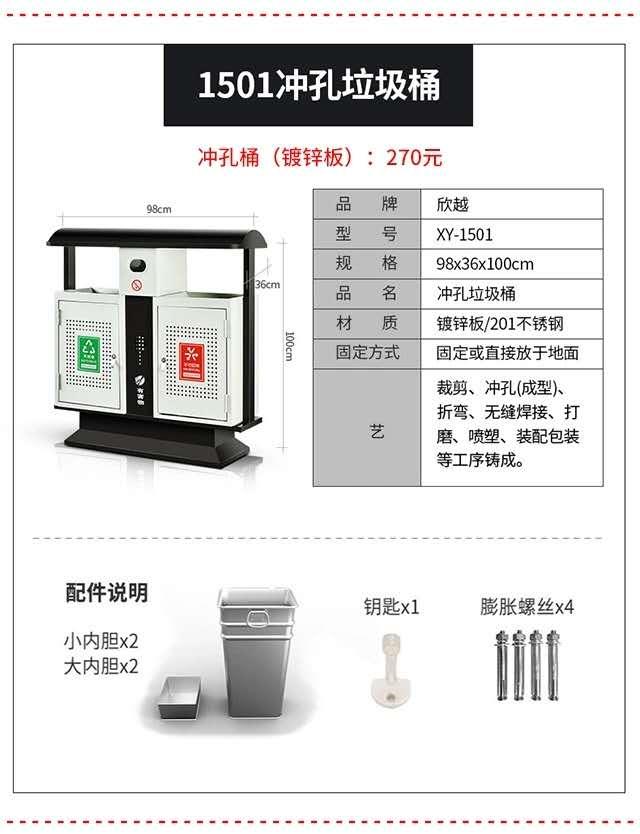 1501冲孔垃圾桶
冲孔桶（镀锌板）：270元
98cm
36cm
100cm
有害物
品 牌 欣越
型 号 XY-1501
规 格 98x36x100cm
品 名 冲孔垃圾桶
材 质 镀锌板/201不锈钢
固定方式 固定或直接放于地面
艺 裁剪、冲孔(成型)、
折弯、无缝焊接、打
磨、喷塑、装配包装
等工序铸成。
配件说明
小内胆x2
大内胆x2
钥匙x1
膨胀螺丝x4